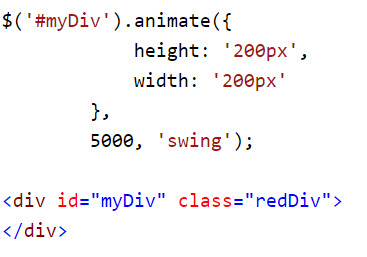 $('#myDiv').animate({
height: '200px',
width: '200px'
},
5000, 'swing');
<div id="myDiv" class="redDiv">
</div>